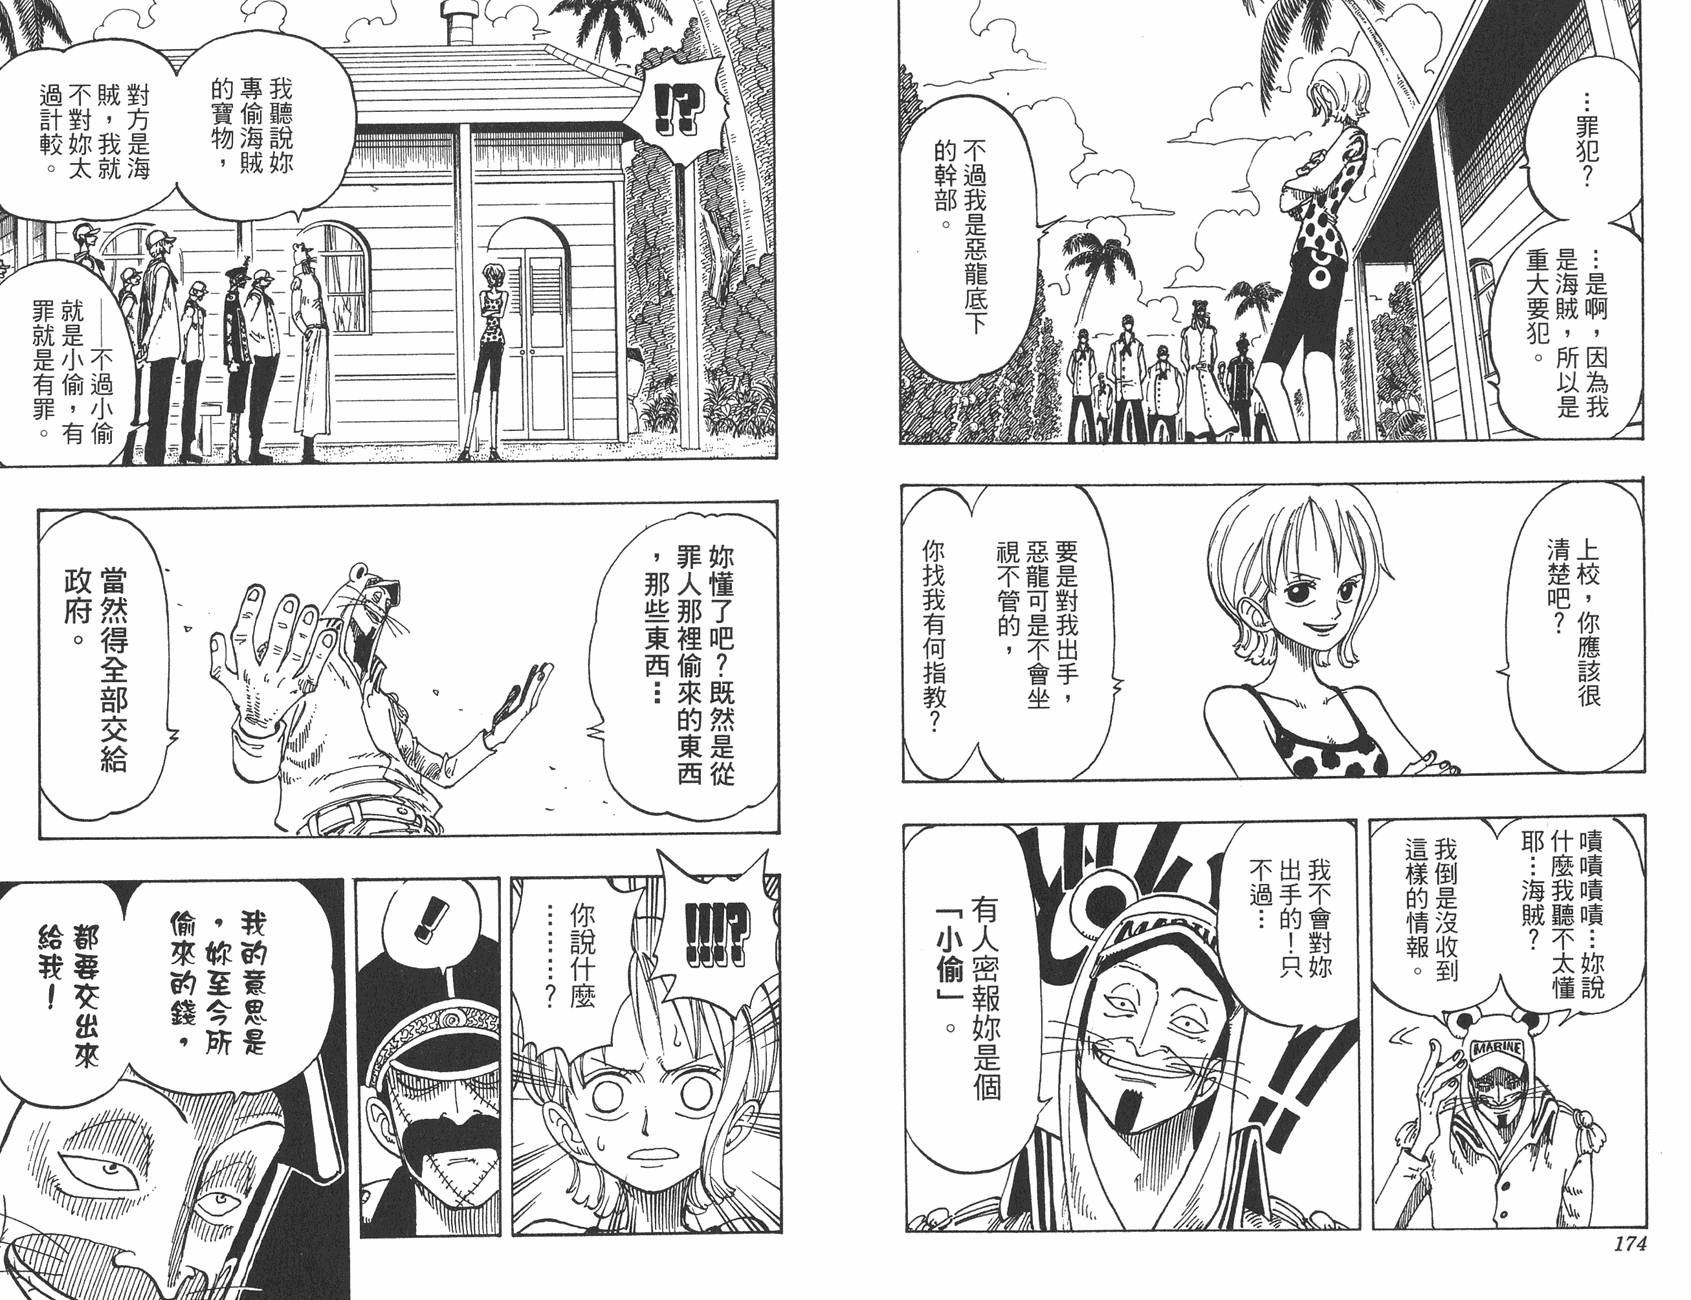 …罪犯?
…是啊，因為我
是海賊，所以是
重大要犯。
不過我是惡龍底下
的幹部。
上校，你應該很
清楚吧?
要是對我出手，
惡龍可是不會坐
視不管的，
你找我有何指教?
嘖嘖嘖嘖…妳說
什麼我聽不太懂
耶…海賊?
我倒是沒收到
這樣的情報。
MARINE
我不會對妳
出手的!只
不過…
MARINE
有人密報妳是個
「小偷」。
174
!?
我聽說妳
專偷海賊
的寶物，
對方是海
賊，我就
不對妳太
過計較。
——不過小偷
就是小偷，有
罪就是有罪。
妳懂了吧?既然是從
罪人那裡偷來的東西
，那些東西…
當然得全部交給
政府。
!!!!?
你說什麼
………?
!
我的意思是
，妳至今所
偷來的錢，
都要交出來
給我!